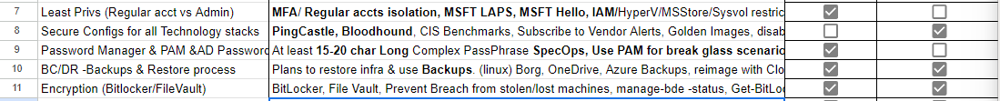 7 Least Privs (Regular acct vs Admin) MFA/ Regular accts isolation, MSFT LAPS, MSFT Hello, IAM/HyperV/MSStore/Sysvol restric
8 Secure Configs for all Technology stacks PingCastle, Bloodhound, CIS Benchmarks, Subscribe to Vendor Alerts, Golden Images, disab
9 Password Manager & PAM &AD Password At least 15-20 char Long Complex PassPhrase SpecOps, Use PAM for break glass scenaric
10 BC/DR -Backups & Restore process Plans to restore infra & use Backups. (linux) Borg, OneDrive, Azure Backups, reimage with Clo
11 Encryption (Bitlocker/FileVault) BitLocker, File Vault, Prevent Breach from stolen/lost machines, manage-bde -status, Get-BitLo